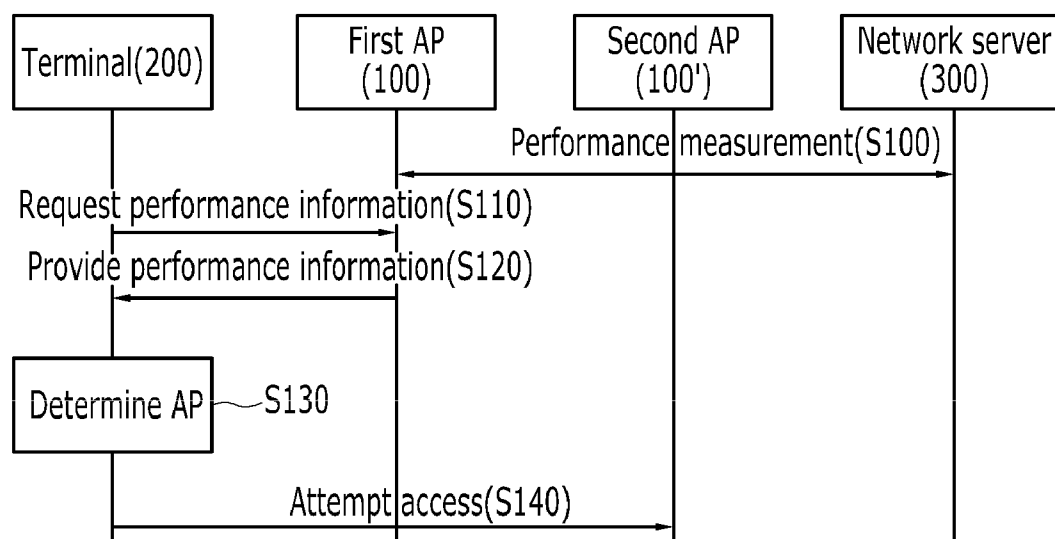 Terminal(200)
First AP
(100)
Second AP
(100')
Network server
(300)
Performance measurement(S100)
Request performance information(S110)
Provide performance information(S120)
Determine AP
S130
Attempt access(S140)